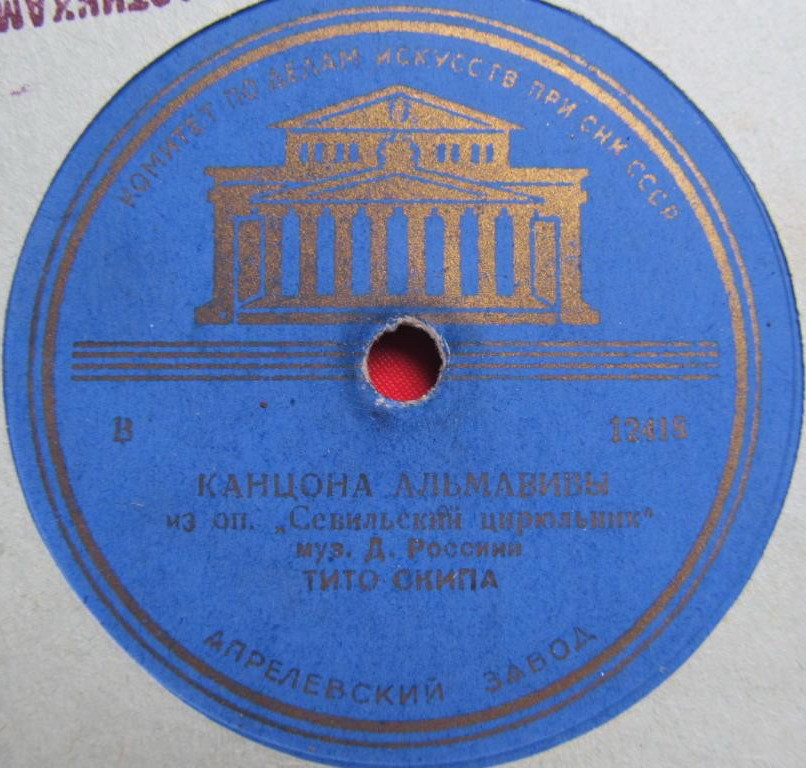 КОМИТЕТ ПО ДЕЛАМ ИСКУССТВ ПРИ СНК СССР
В 12418
КАНЦОНА АЛЬМАВИВЫ
из оп. „Севильский цирюльник"
муз. Д. Россини
ТИТО СКИПА
АПРЕЛЕВСКИЙ ЗАВОД